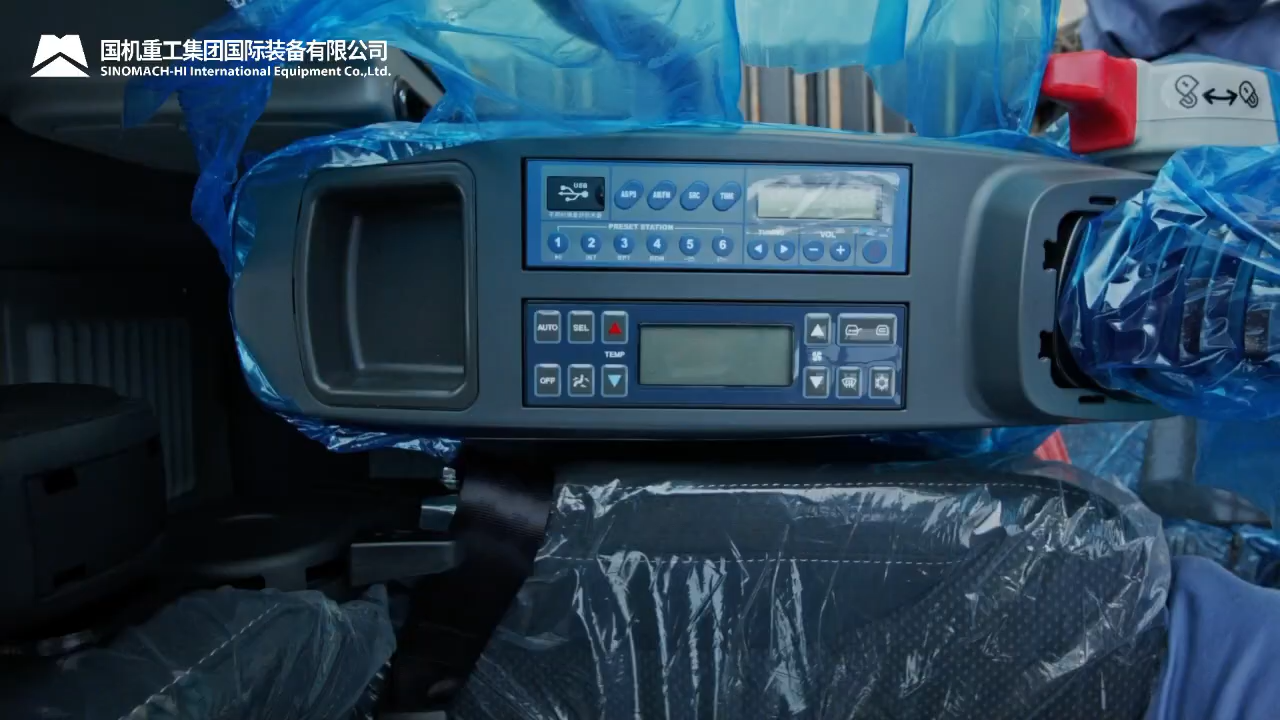 国机重工集团国际装备有限公司
SINOMACH-HI International Equipment Co.,Ltd.
USB
AS/PS AM/FM SRC TIME
PRESET STATION
TUNING VOL
1 2 3 4 5 6
− +
AUTO SEL
TEMP
OFF